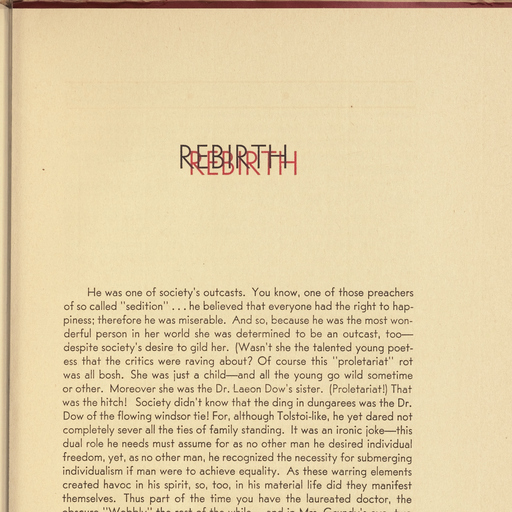 REBIRTH
He was one of society's outcasts. You know, one of those preachers
of so called "sedition" . . . he believed that everyone had the right to hap-
piness; therefore he was miserable. And so, because he was the most won-
derful person in her world she was determined to be an outcast, too—
despite society's desire to gild her. (Wasn't she the talented young poet-
ess that the critics were raving about? Of course this "proletariat" rot
was all bosh. She was just a child—and all the young go wild sometime
or other. Moreover she was the Dr. Laeon Dow's sister. (Proletariat!) That
was the hitch! Society didn't know that the ding in dungarees was the Dr.
Dow of the flowing windsor tie! For, although Tolstoi-like, he yet dared not
completely sever all the ties of family standing. It was an ironic joke—this
dual role he needs must assume for as no other man he desired individual
freedom, yet, as no other man, he recognized the necessity for submerging
individualism if man were to achieve equality. As these warring elements
created havoc in his spirit, so, too, in his material life did they manifest
themselves. Thus part of the time you have the laureated doctor, the
obscure "Wobbly" the rest of the while